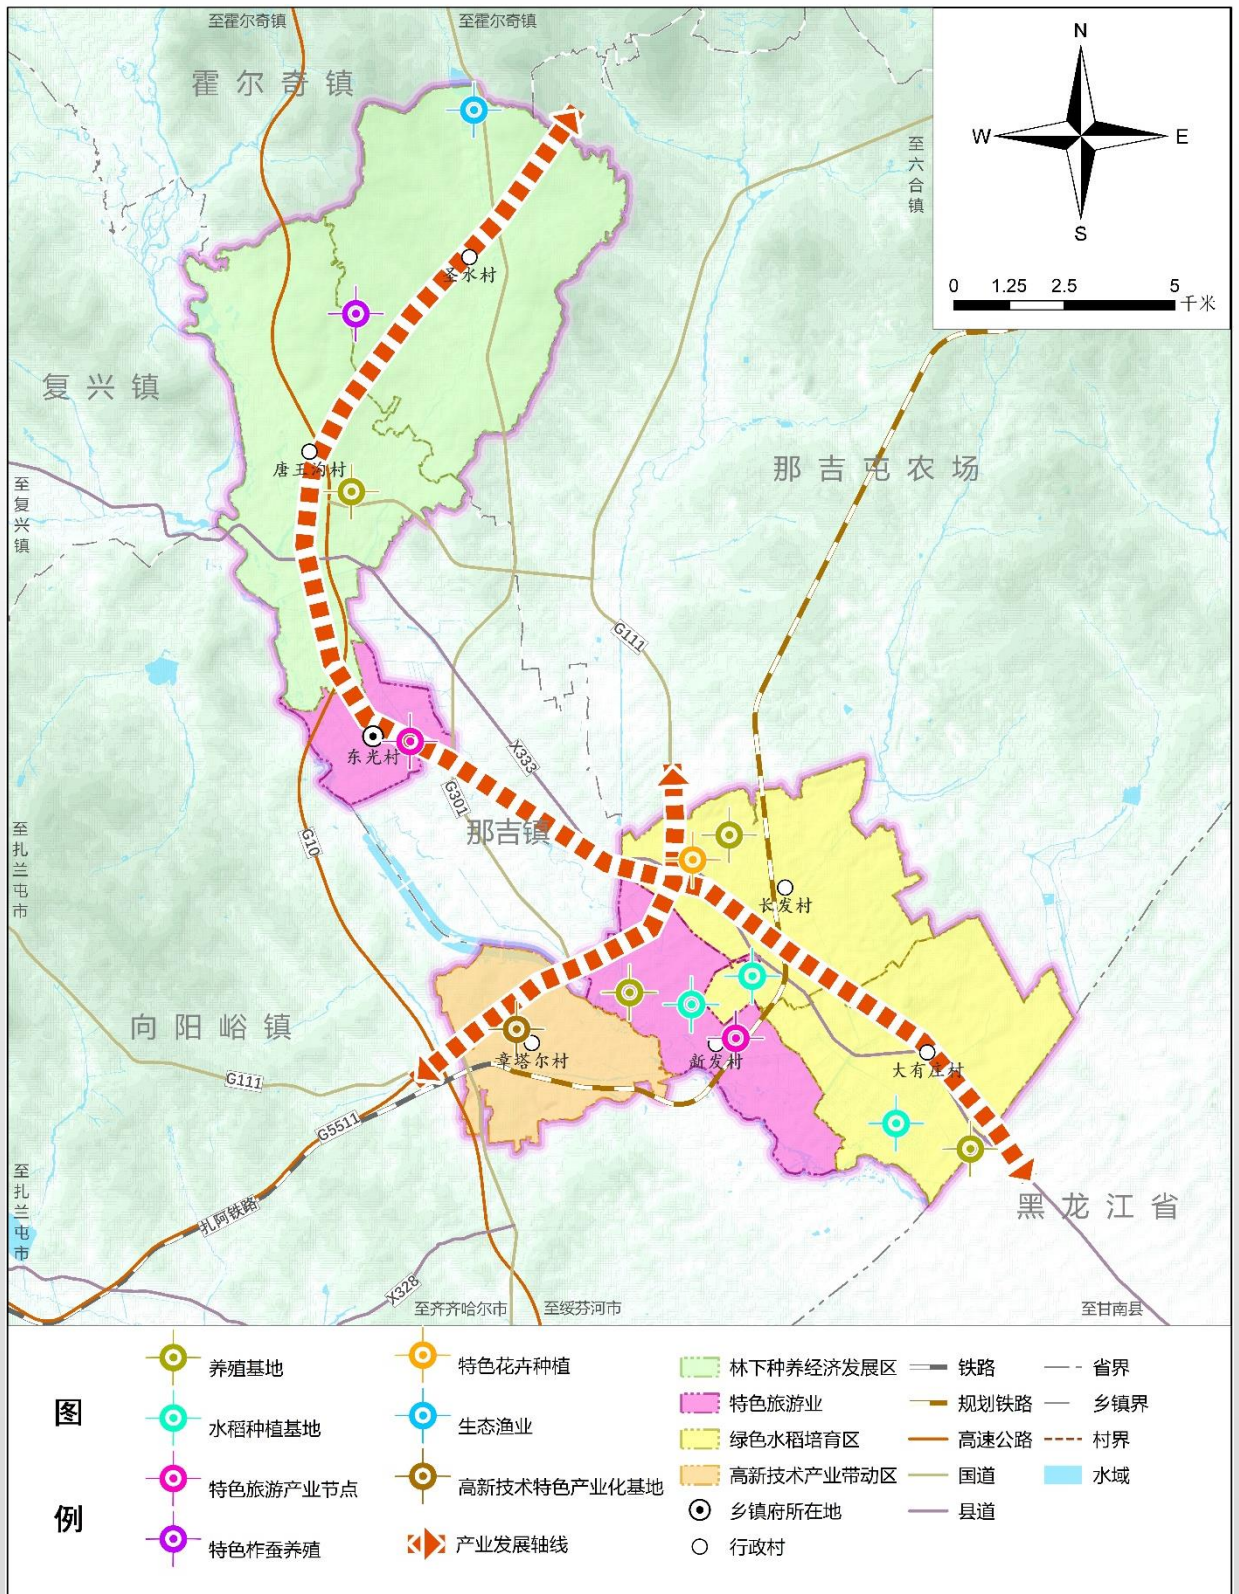 至霍尔奇镇
至霍尔奇镇
霍尔奇镇
N
W
E
S
0 1.25 2.5 5 千米
至六合镇
圣水村
复兴镇
唐王沟村
那吉屯农场
至复兴镇
G111
东光村
X333
G301
那吉镇
G10
至扎兰屯市
长发村
向阳峪镇
章塔尔村
新发村
大有庄村
G111
G5511
扎阿铁路
至扎兰屯市
黑龙江省
X328
至齐齐哈尔市
至绥芬河市
至甘南县
图例
养殖基地
水稻种植基地
特色旅游产业节点
特色柞蚕养殖
特色花卉种植
生态渔业
高新技术特色产业化基地
产业发展轴线
林下种养经济发展区
特色旅游业
绿色水稻培育区
高新技术产业带动区
乡镇府所在地
行政村
铁路
规划铁路
高速公路
国道
县道
省界
乡镇界
村界
水域